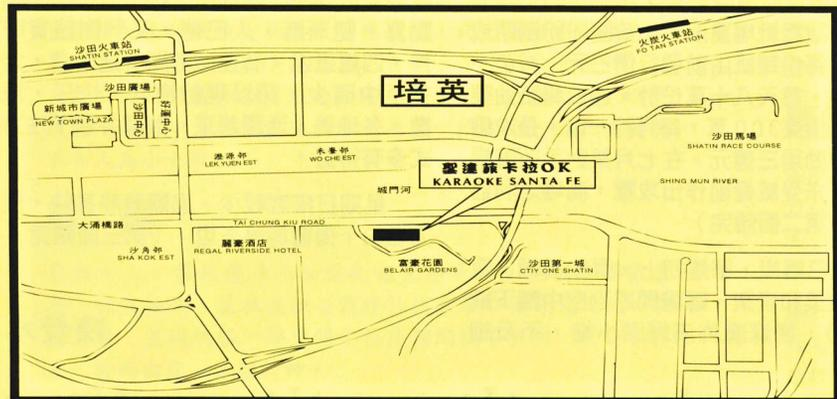 沙田火車站
SHATIN STATION
火炭火車站
FO TAN STATION
沙田廣場
培英
新城市廣場
NEW TOWN PLAZA
沙田中心
好運中心
沙田馬場
SHATIN RACE COURSE
瀝源邨
LEK YUEN EST
禾輋邨
WO CHE EST
聖達菲卡拉OK
KARAOKE SANTA FE
SHING MUN RIVER
城門河
大涌橋路
TAI CHUNG KIU ROAD
沙角邨
SHA KOK EST
麗豪酒店
REGAL RIVERSIDE HOTEL
富豪花園
BELAIR GARDENS
沙田第一城
CTIY ONE SHATIN